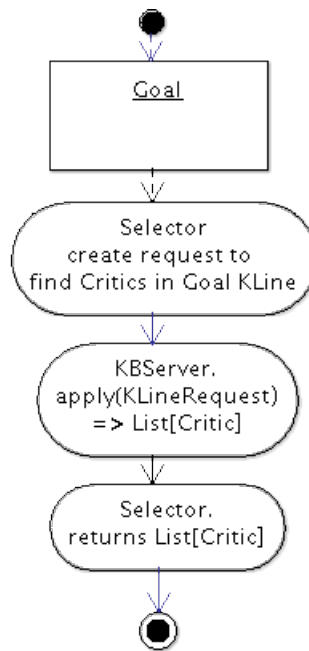 Goal
Selector
create request to
find Critics in Goal KLine
KBServer.
apply(KLineRequest)
=> List[Critic]
Selector.
returns List[Critic]